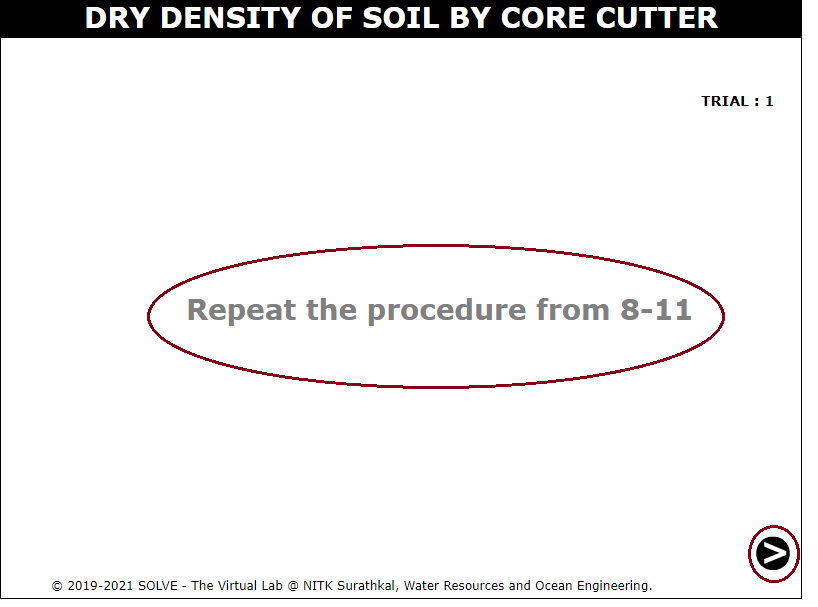 DRY DENSITY OF SOIL BY CORE CUTTER
TRIAL : 1
Repeat the procedure from 8-11
>
© 2019-2021 SOLVE - The Virtual Lab @ NITK Surathkal, Water Resources and Ocean Engineering.